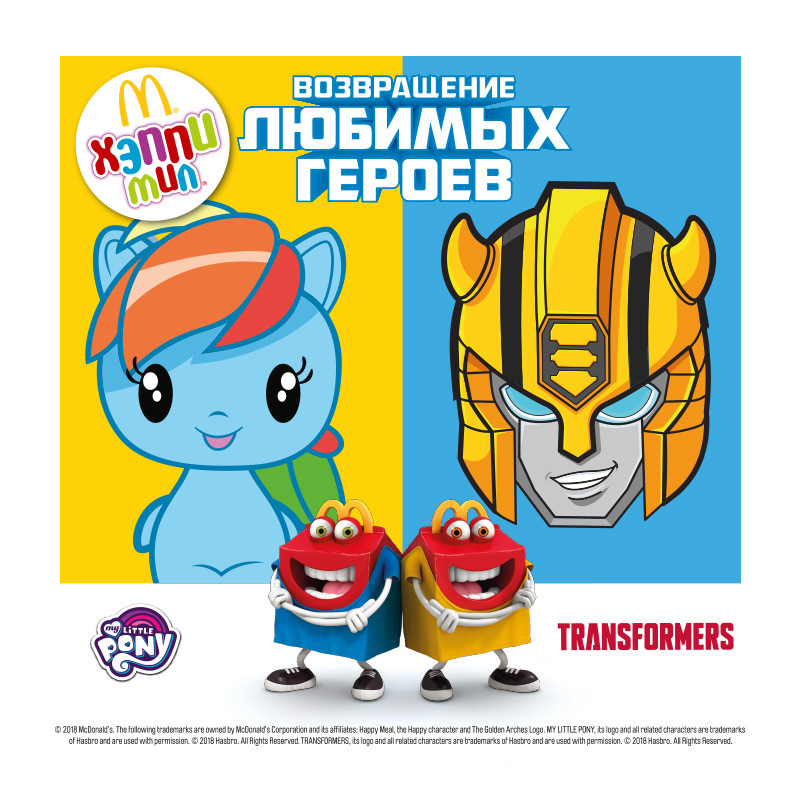 ХЭППИ
МИЛ
ВОЗВРАЩЕНИЕ
ЛЮБИМЫХ
ГЕРОЕВ
my
LITTLE
PONY
TRANSFORMERS
© 2018 McDonald's. The following trademarks are owned by McDonald's Corporation and its affiliates: Happy Meal, the Happy character and The Golden Arches Logo. MY LITTLE PONY, its logo and all related characters are trademarks
of Hasbro and are used with permission. © 2018 Hasbro. All Rights Reserved. TRANSFORMERS, its logo and all related characters are trademarks of Hasbro and are used with permission. © 2018 Hasbro. All Rights Reserved.